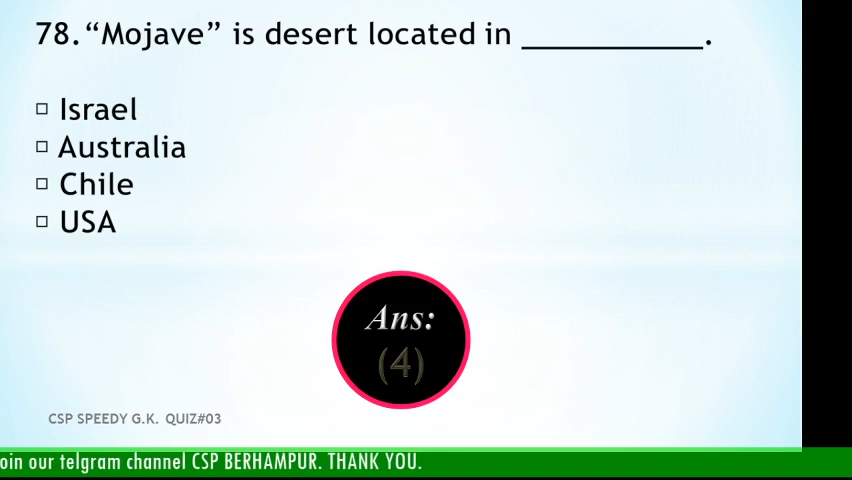 78. “Mojave” is desert located in ___________.
Israel
Australia
Chile
USA
Ans:
(4)
CSP SPEEDY G.K. QUIZ#03
oin our telgram channel CSP BERHAMPUR. THANK YOU.